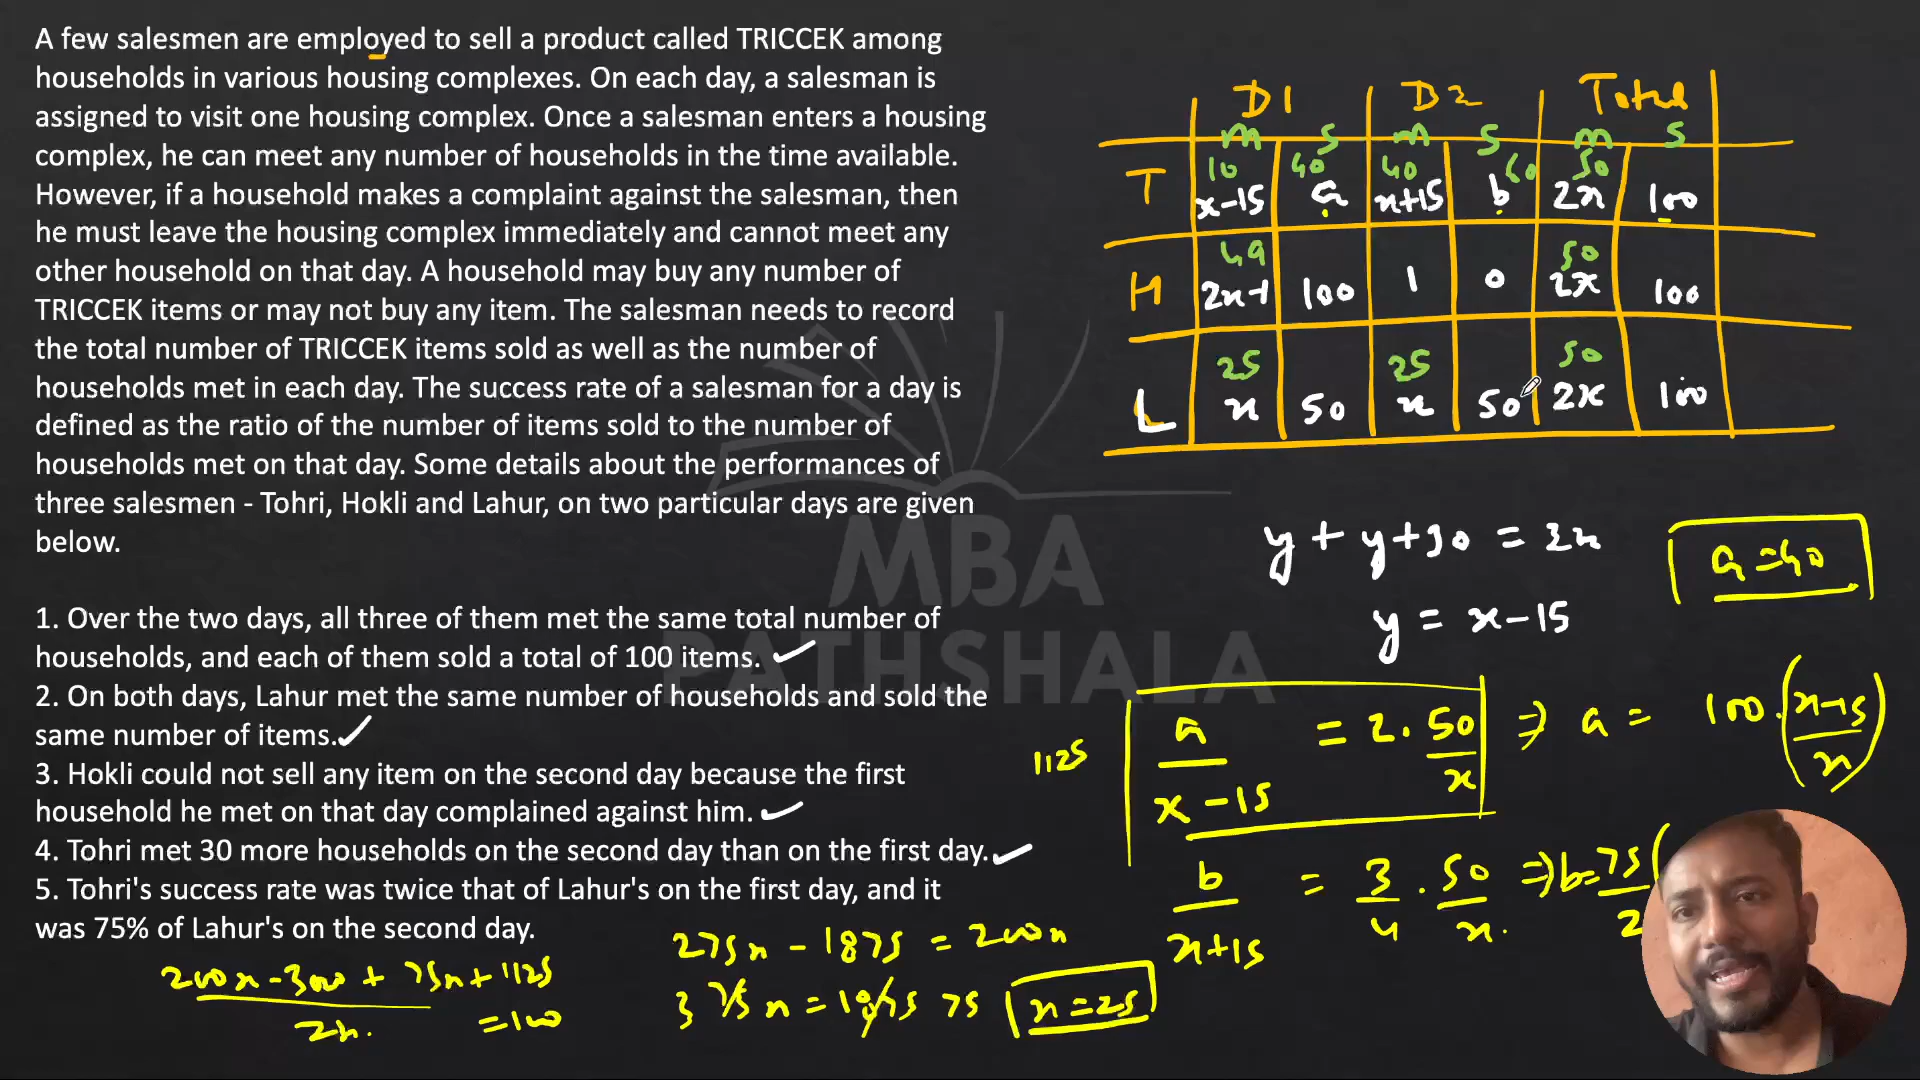 A few salesmen are employed to sell a product called TRICCEK among
households in various housing complexes. On each day, a salesman is
assigned to visit one housing complex. Once a salesman enters a housing
complex, he can meet any number of households in the time available.
However, if a household makes a complaint against the salesman, then
he must leave the housing complex immediately and cannot meet any
other household on that day. A household may buy any number of
TRICCEK items or may not buy any item. The salesman needs to record
the total number of TRICCEK items sold as well as the number of
households met in each day. The success rate of a salesman for a day is
defined as the ratio of the number of items sold to the number of
households met on that day. Some details about the performances of
three salesmen - Tohri, Hokli and Lahur, on two particular days are given
below.
1. Over the two days, all three of them met the same total number of
households, and each of them sold a total of 100 items.
2. On both days, Lahur met the same number of households and sold the
same number of items.
3. Hokli could not sell any item on the second day because the first
household he met on that day complained against him.
4. Tohri met 30 more households on the second day than on the first day.
5. Tohri's success rate was twice that of Lahur's on the first day, and it
was 75% of Lahur's on the second day.
D1 D2 Total
m s m s m s
10 40 40 60 50
T x-15 a x+15 b 2x 100
49 50
H 2x-1 100 1 0 2x 100
25 25 50
L x 50 x 50 2x 100
y + y+30 = 2x
a=40
y = x-15
1125
a/(x-15) = 2. 50/x ⇒ a = 100.(x-15/x)
b/(x+15) = 3/4 . 50/x. ⇒ b=75/2(
275x - 1875 = 200x
x=25
MBA
PATHSHALA